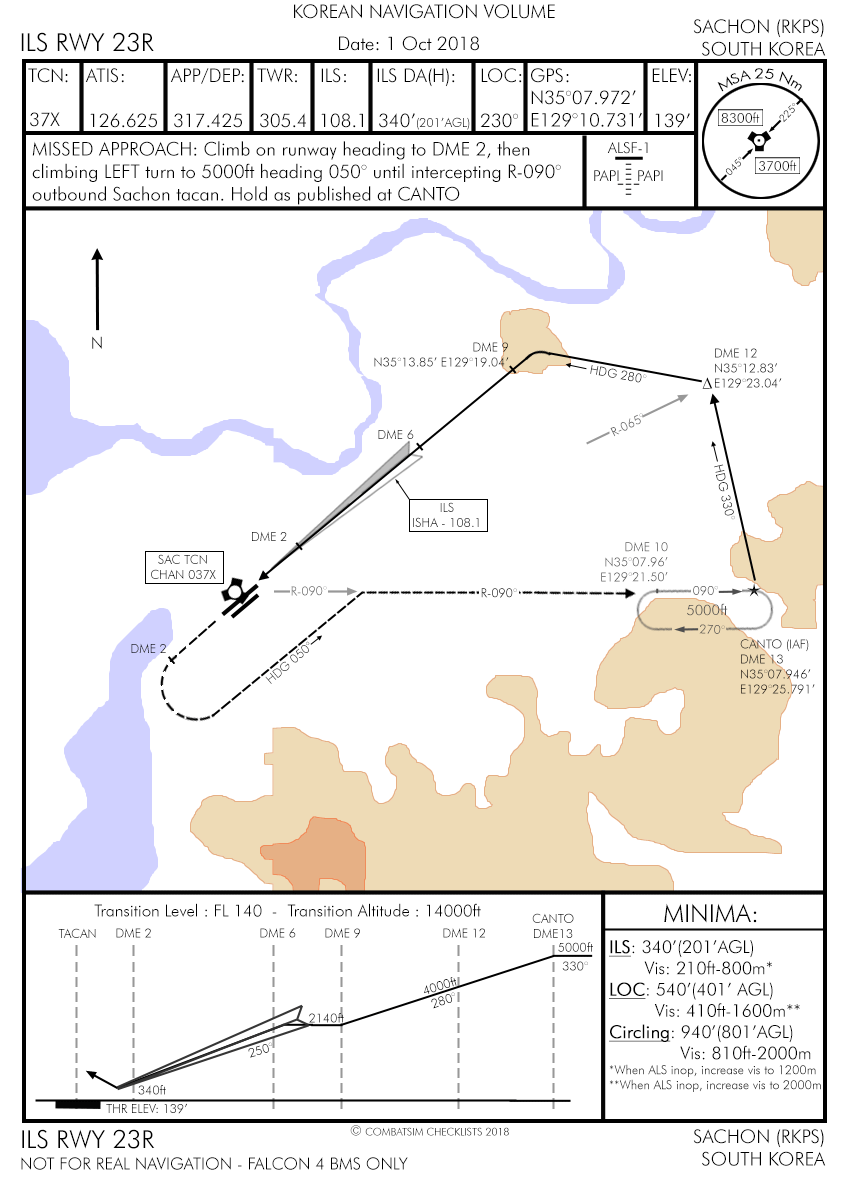 KOREAN NAVIGATION VOLUME
ILS RWY 23R
Date: 1 Oct 2018
SACHON (RKPS)
SOUTH KOREA
TCN:
37X
ATIS:
126.625
APP/DEP:
317.425
TWR:
305.4
ILS:
108.1
ILS DA(H):
340'(201'AGL)
LOC:
230°
GPS:
N35°07.972'
E129°10.731'
ELEV:
139'
MSA 25 Nm
8300ft
225°
045°
3700ft
MISSED APPROACH: Climb on runway heading to DME 2, then
climbing LEFT turn to 5000ft heading 050° until intercepting R-090°
outbound Sachon tacan. Hold as published at CANTO
ALSF-1
PAPI PAPI
N
DME 9
N35°13.85' E129°19.04'
HDG 280°
DME 12
N35°12.83'
E129°23.04'
R-065°
DME 6
HDG 330°
ILS
ISHA - 108.1
DME 2
SAC TCN
CHAN 037X
DME 10
N35°07.96'
E129°21.50'
R-090°
R-090°
090°
5000ft
270°
DME 2
HDG 050°
CANTO (IAF)
DME 13
N35°07.946'
E129°25.791'
Transition Level : FL 140 - Transition Altitude : 14000ft
TACAN
DME 2
DME 6
DME 9
DME 12
CANTO
DME13
5000ft
330°
4000ft
280°
2140ft
250°
340ft
THR ELEV: 139'
MINIMA:
ILS: 340'(201'AGL)
Vis: 210ft-800m*
LOC: 540'(401' AGL)
Vis: 410ft-1600m**
Circling: 940'(801'AGL)
Vis: 810ft-2000m
*When ALS inop, increase vis to 1200m
**When ALS inop, increase vis to 2000m
ILS RWY 23R
© COMBATSIM CHECKLISTS 2018
SACHON (RKPS)
NOT FOR REAL NAVIGATION - FALCON 4 BMS ONLY
SOUTH KOREA